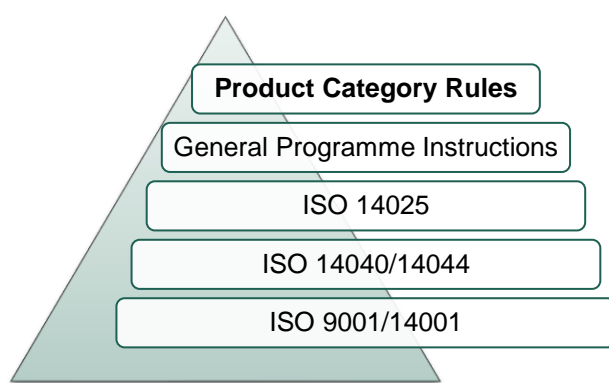 Product Category Rules
General Programme Instructions
ISO 14025
ISO 14040/14044
ISO 9001/14001